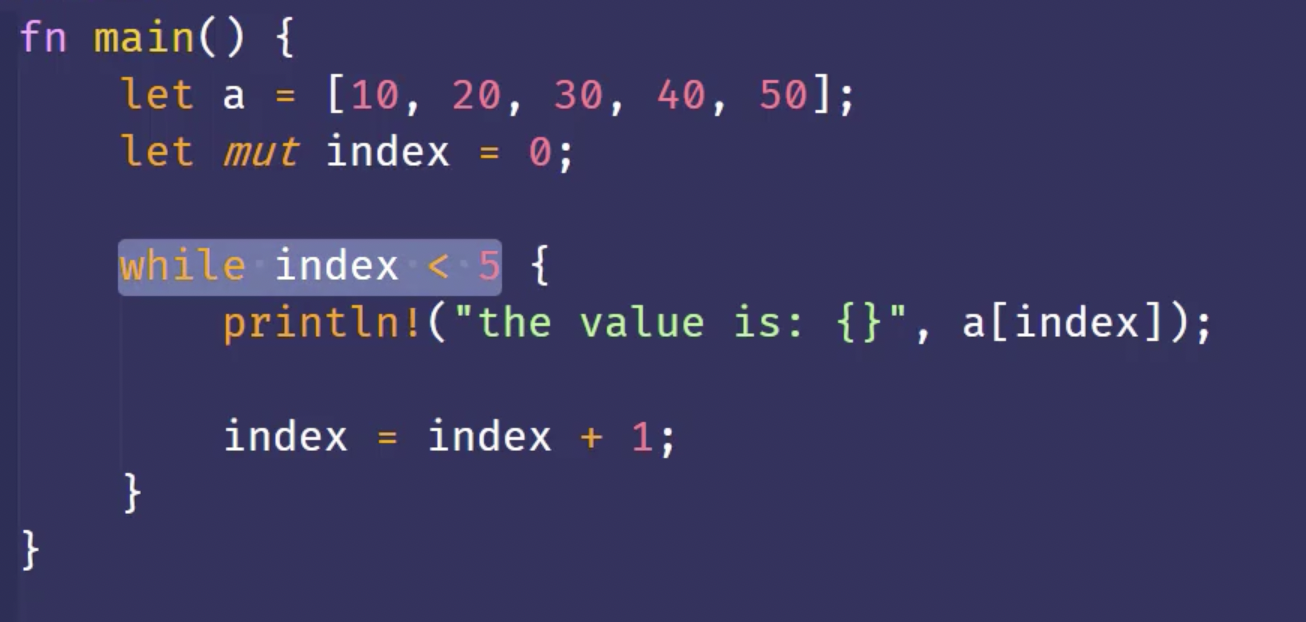 fn main() {
    let a = [10, 20, 30, 40, 50];
    let mut index = 0;

    while index < 5 {
        println!("the value is: {}", a[index]);

        index = index + 1;
    }
}